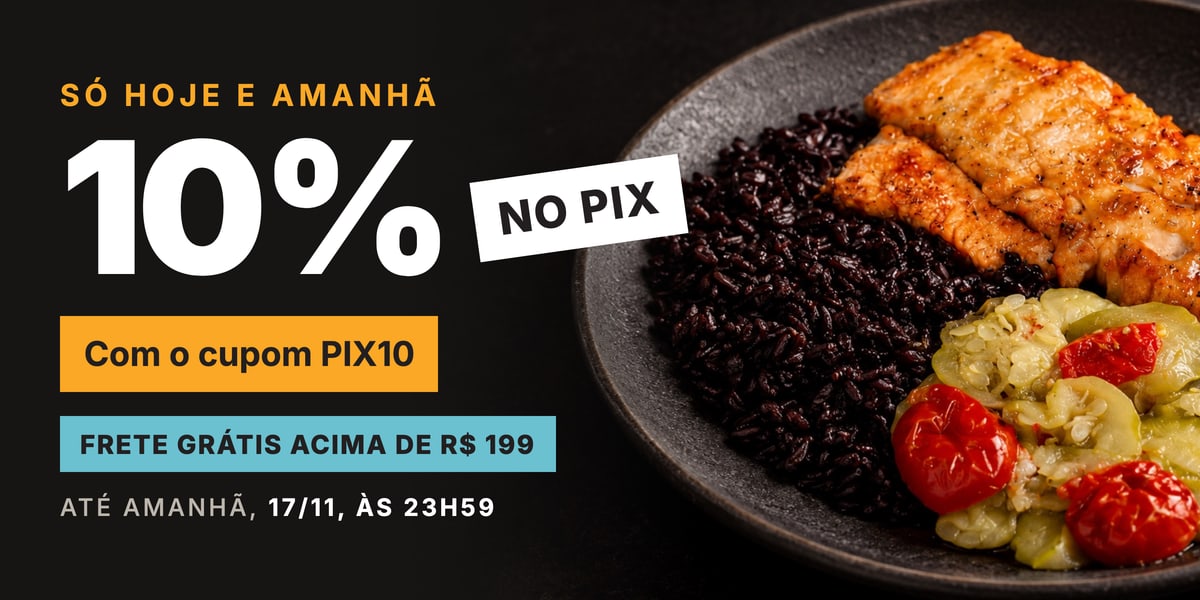 SÓ HOJE E AMANHÃ
10%
NO PIX
Com o cupom PIX10
FRETE GRÁTIS ACIMA DE R$ 199
ATÉ AMANHÃ, 17/11, ÀS 23H59